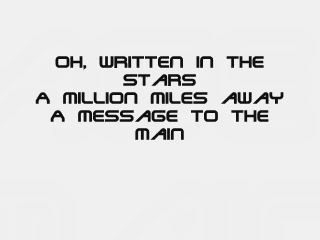 OH, WRITTEN IN THE
STARS
A MILLION MILES AWAY
A MESSAGE TO THE
MAIN